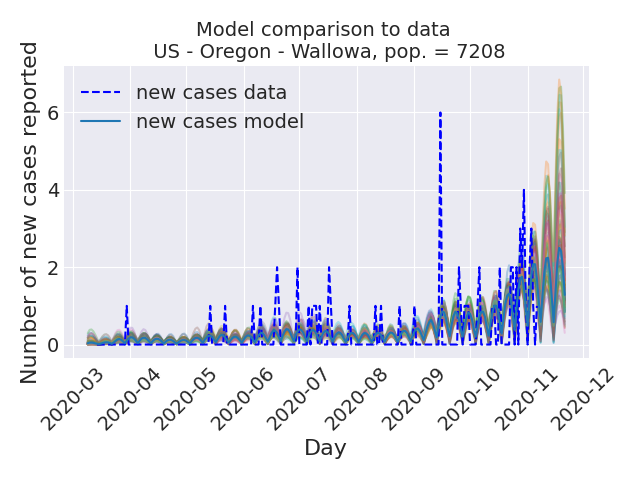 Model comparison to data
US - Oregon - Wallowa, pop. = 7208
Number of new cases reported
6
4
2
0
new cases data
new cases model
2020-03
2020-04
2020-05
2020-06
2020-07
2020-08
2020-09
2020-10
2020-11
2020-12
Day